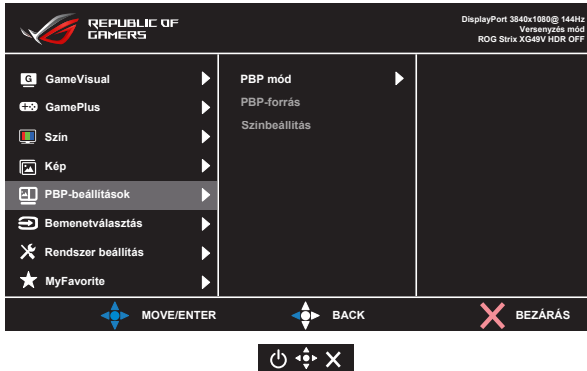 REPUBLIC OF
GAMERS
DisplayPort 3840x1080@ 144Hz
Versenyzés mód
ROG Strix XG49V HDR OFF
G GameVisual
GamePlus
Szín
Kép
PBP-beállítások
Bemenetválasztás
Rendszer beállítás
MyFavorite
PBP mód
PBP-forrás
Színbeállítás
MOVE/ENTER
BACK
BEZÁRÁS